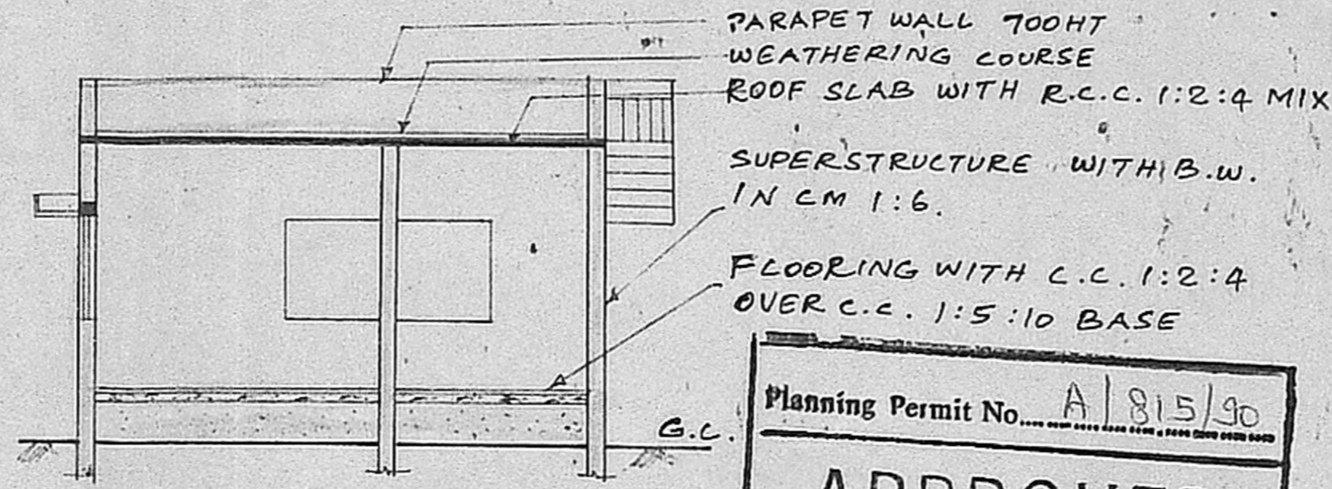 PARAPET WALL 700HT
WEATHERING COURSE
ROOF SLAB WITH R.C.C. 1:2:4 MIX
SUPERSTRUCTURE WITH B.W.
IN CM 1:6.
FLOORING WITH C.C. 1:2:4
OVER C.C. 1:5:10 BASE
G.L.
Planning Permit No.... A/815/90